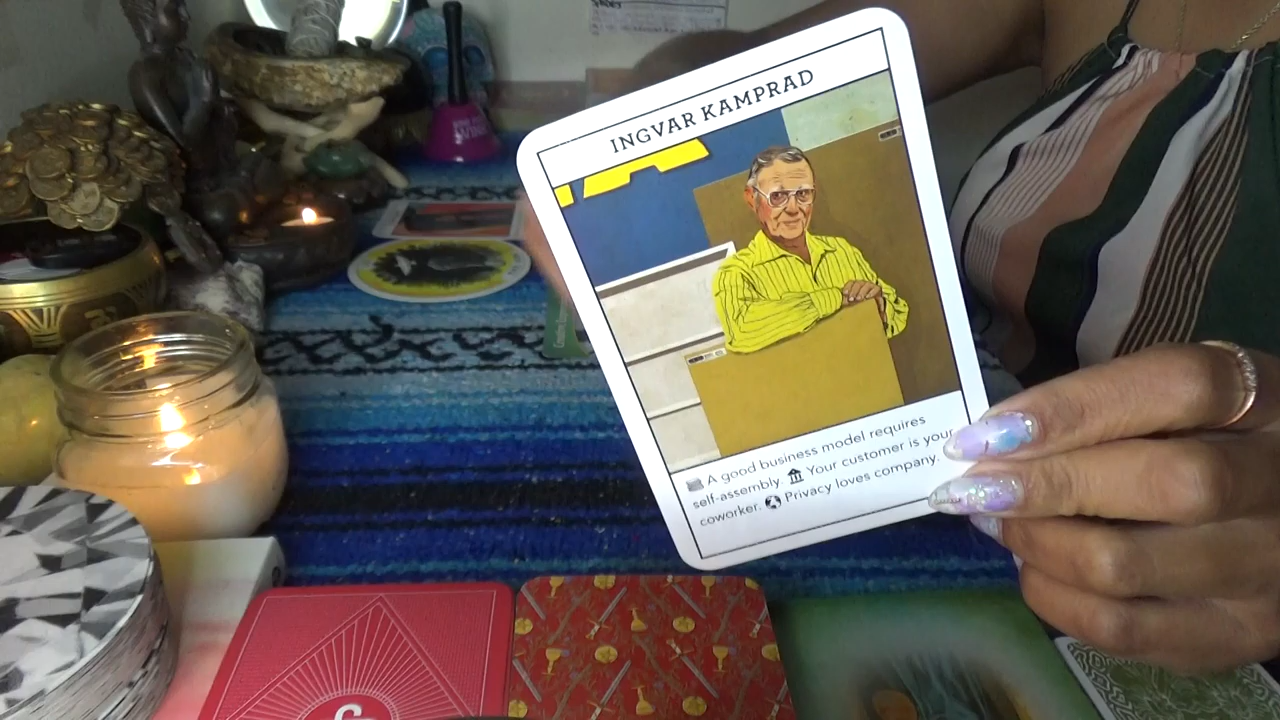 INGVAR KAMPRAD
A good business model requires
self-assembly. Your customer is your
coworker. Privacy loves company.